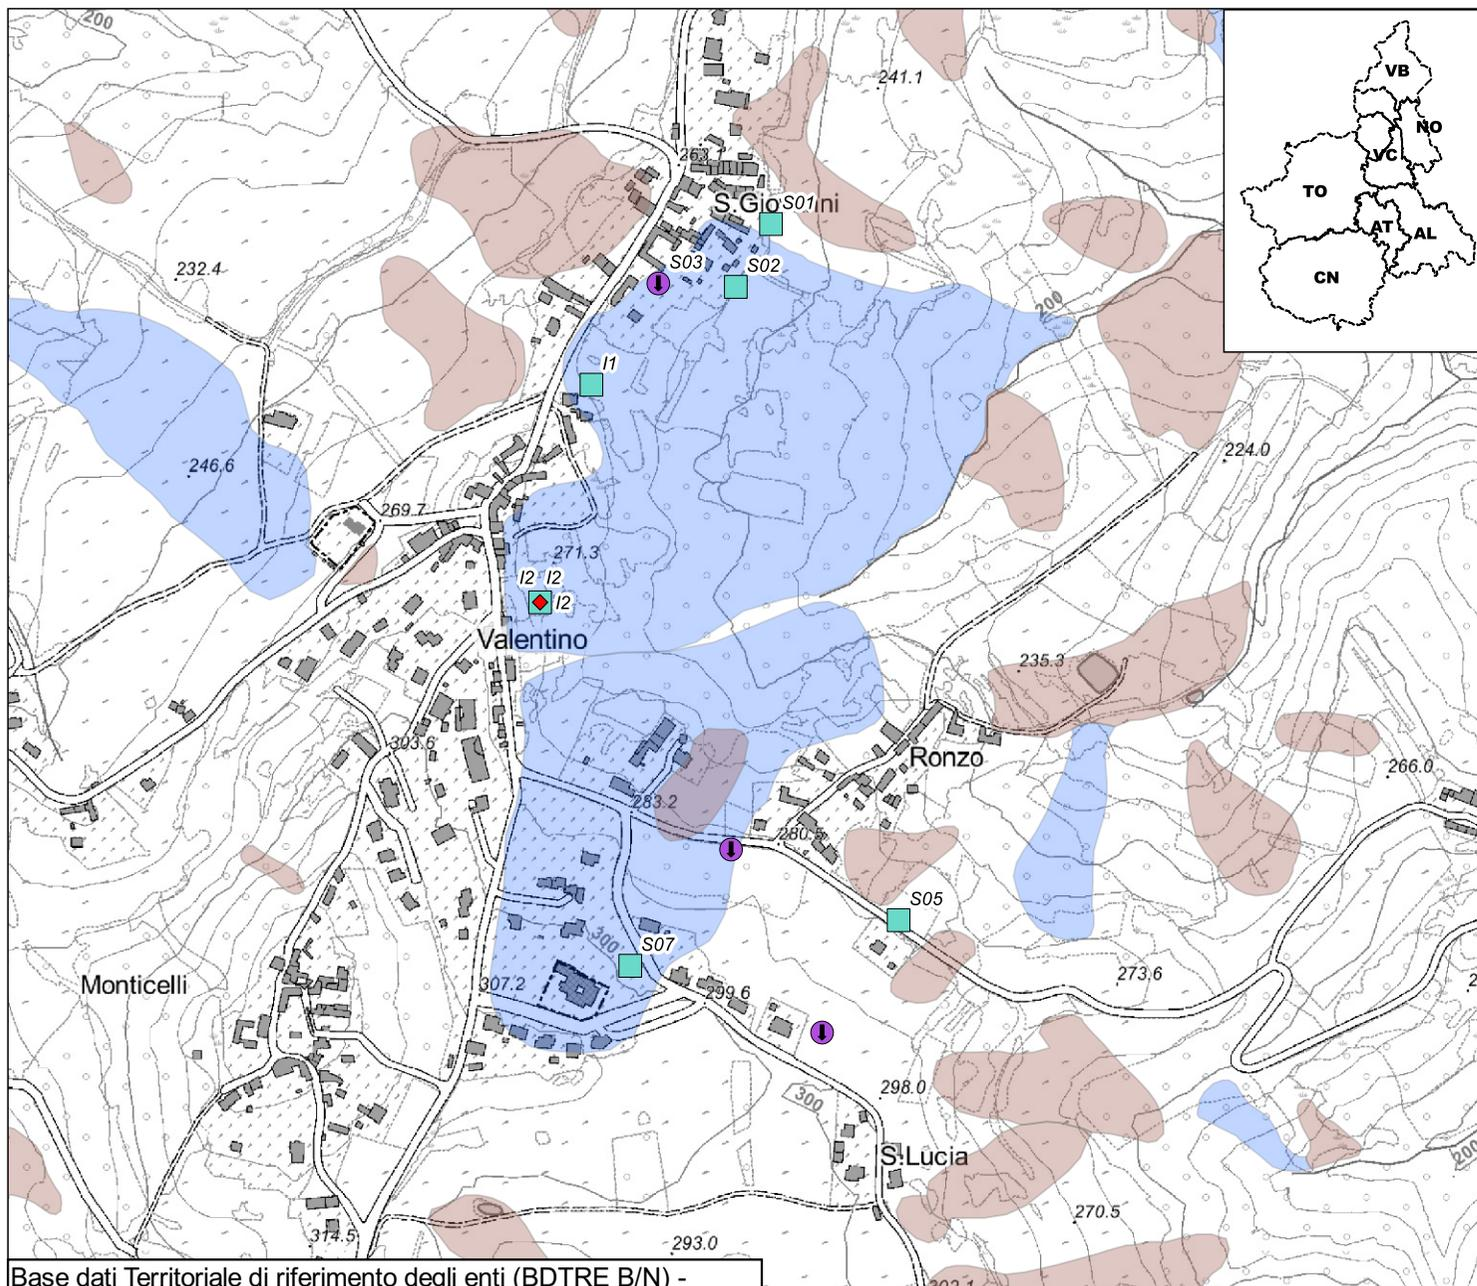 200
241.1
VB
NO
VC
TO
AT
AL
CN
263
S.Gio
ni
S01
232.4
S03
S02
200
I1
246.6
224.0
269.7
271.3
I2 I2
I2
Valentino
235.3
303.6
Ronzo
266.0
283.2
280.5
S05
300
S07
Monticelli
307.2
299.6
273.6
298.0
300
S.Lucia
200
270.5
314.5
293.0
Base dati Territoriale di riferimento degli enti (BDTRE B/N) -